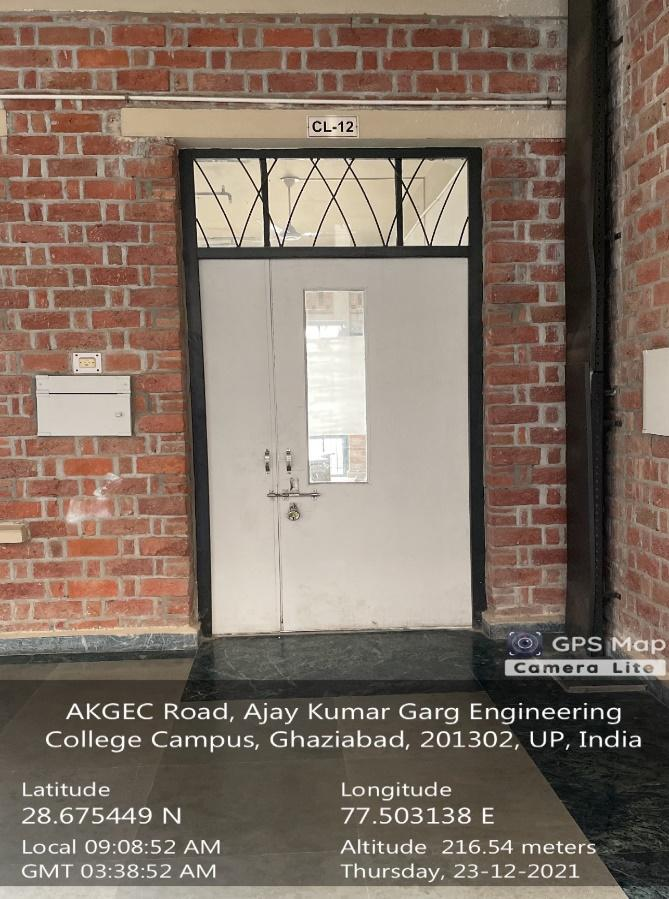 CL-12
GPS Map
Camera Lite
AKGEC Road, Ajay Kumar Garg Engineering
College Campus, Ghaziabad, 201302, UP, India
Latitude
28.675449 N
Longitude
77.503138 E
Local 09:08:52 AM
GMT 03:38:52 AM
Altitude 216.54 meters
Thursday, 23-12-2021